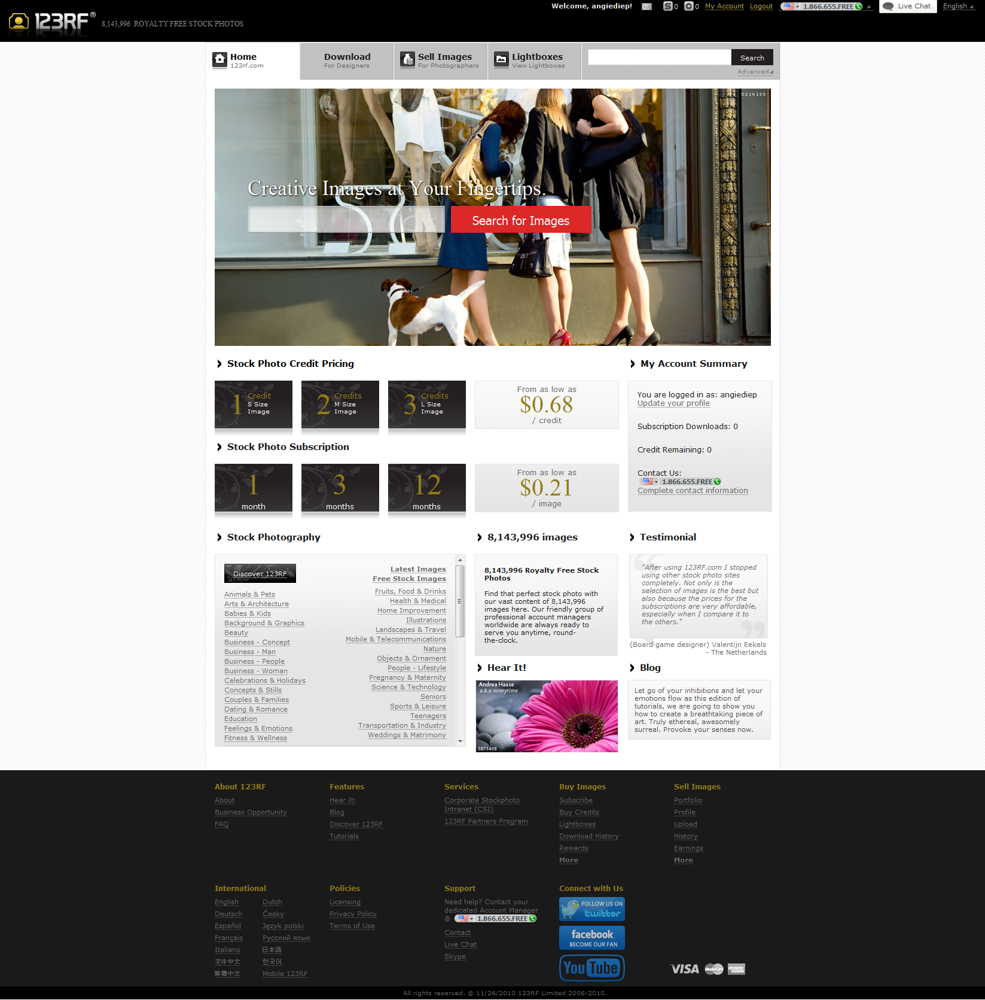 Welcome, angiediep!
0
0
My Account
Logout
1.866.655.FREE
Live Chat
English
123RF®
8,143,996 ROYALTY FREE STOCK PHOTOS
Home
123rf.com
Download
For Designers
Sell Images
For Photographers
Lightboxes
View Lightboxes
Search
Advanced
5214188
Creative Images at Your Fingertips.
Search for Images
Stock Photo Credit Pricing
1 Credit
S Size
Image
2 Credits
M Size
Image
3 Credits
L Size
Image
From as low as
$0.68
/ credit
Stock Photo Subscription
1
month
3
months
12
months
From as low as
$0.21
/ image
My Account Summary
You are logged in as: angiediep
Update your profile
Subscription Downloads: 0
Credit Remaining: 0
Contact Us:
1.866.655.FREE
Complete contact information
Stock Photography
Discover 123RF
Animals & Pets
Arts & Architecture
Babies & Kids
Background & Graphics
Beauty
Business - Concept
Business - Man
Business - People
Business - Woman
Celebrations & Holidays
Concepts & Stills
Couples & Families
Dating & Romance
Education
Feelings & Emotions
Fitness & Wellness
Latest Images
Free Stock Images
Fruits, Food & Drinks
Health & Medical
Home Improvement
Illustrations
Landscapes & Travel
Mobile & Telecommunications
Nature
Objects & Ornament
People - Lifestyle
Pregnancy & Maternity
Science & Technology
Seniors
Sports & Leisure
Teenagers
Transportation & Industry
Weddings & Matrimony
8,143,996 images
8,143,996 Royalty Free Stock
Photos
Find that perfect stock photo with
our vast content of 8,143,996
images here. Our friendly group of
professional account managers
worldwide are always ready to
serve you anytime, round-
the-clock.
Hear It!
Andrea Haase
a.k.a sunnytime
5871408
Testimonial
"After using 123RF.com I stopped
using other stock photo sites
completely. Not only is the
selection of images is the best but
also because the prices for the
subscriptions are very affordable,
especially when I compare it to
the others."
(Board game designer) Valentijn Eekels
- The Netherlands
Blog
Let go of your inhibitions and let your
emotions flow as this edition of
tutorials, we are going to show you
how to create a breathtaking piece of
art. Truly ethereal, awesomely
surreal. Provoke your senses now.
About 123RF
About
Business Opportunity
FAQ
Features
Hear It!
Blog
Discover 123RF
Tutorials
Services
Corporate Stockphoto
Intranet (CSI)
123RF Partners Program
Buy Images
Subscribe
Buy Credits
Lightboxes
Download History
Rewards
More
Sell Images
Portfolio
Profile
Upload
History
Earnings
More
International
English
Deutsch
Español
Français
Italiano
简体中文
繁體中文
Dutch
Česky
Język polski
Русский язык
日本語
한국어
Mobile 123RF
Policies
Licensing
Privacy Policy
Terms of Use
Support
Need help? Contact your
dedicated Account Manager
@ 1.866.655.FREE
Contact
Live Chat
Skype
Connect with Us
FOLLOW US ON
twitter
facebook
BECOME OUR FAN
YouTube
VISA
MasterCard
All rights reserved. © 11/26/2010 123RF Limited 2006-2010.